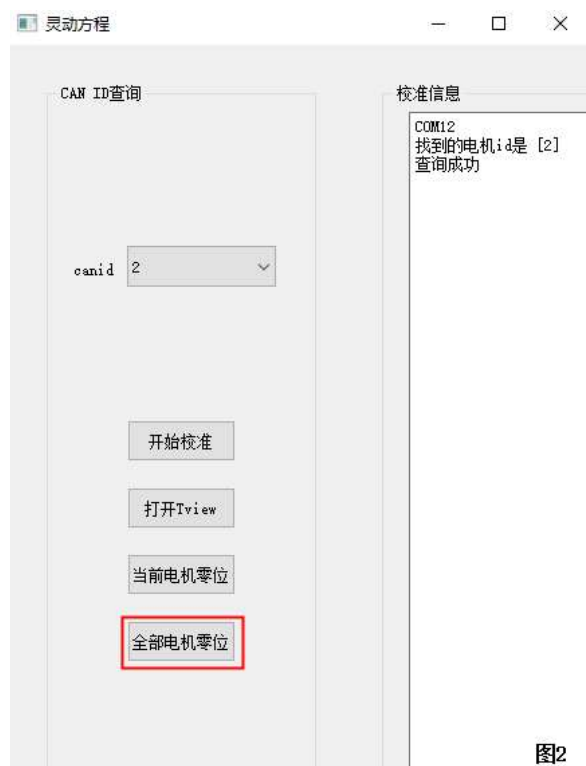 灵动方程
CAN ID查询
canid 2
开始校准
打开Tview
当前电机零位
全部电机零位
校准信息
COM12
找到的电机id是 [2]
查询成功
图2